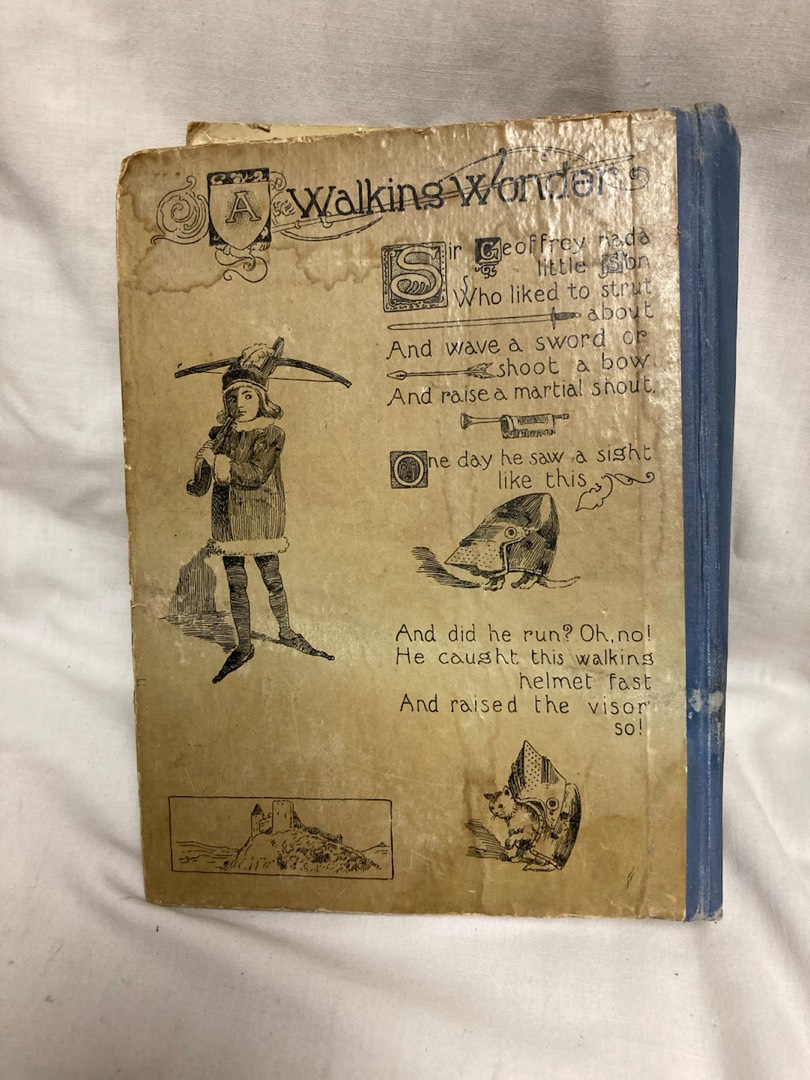 A Walking Wonder
Sir Geoffrey had a
little Son
Who liked to strut
about
And wave a sword or
shoot a bow
And raise a martial shout.
One day he saw a sight
like this
And did he run? Oh, no!
He caught this walking
helmet fast
And raised the visor
so!